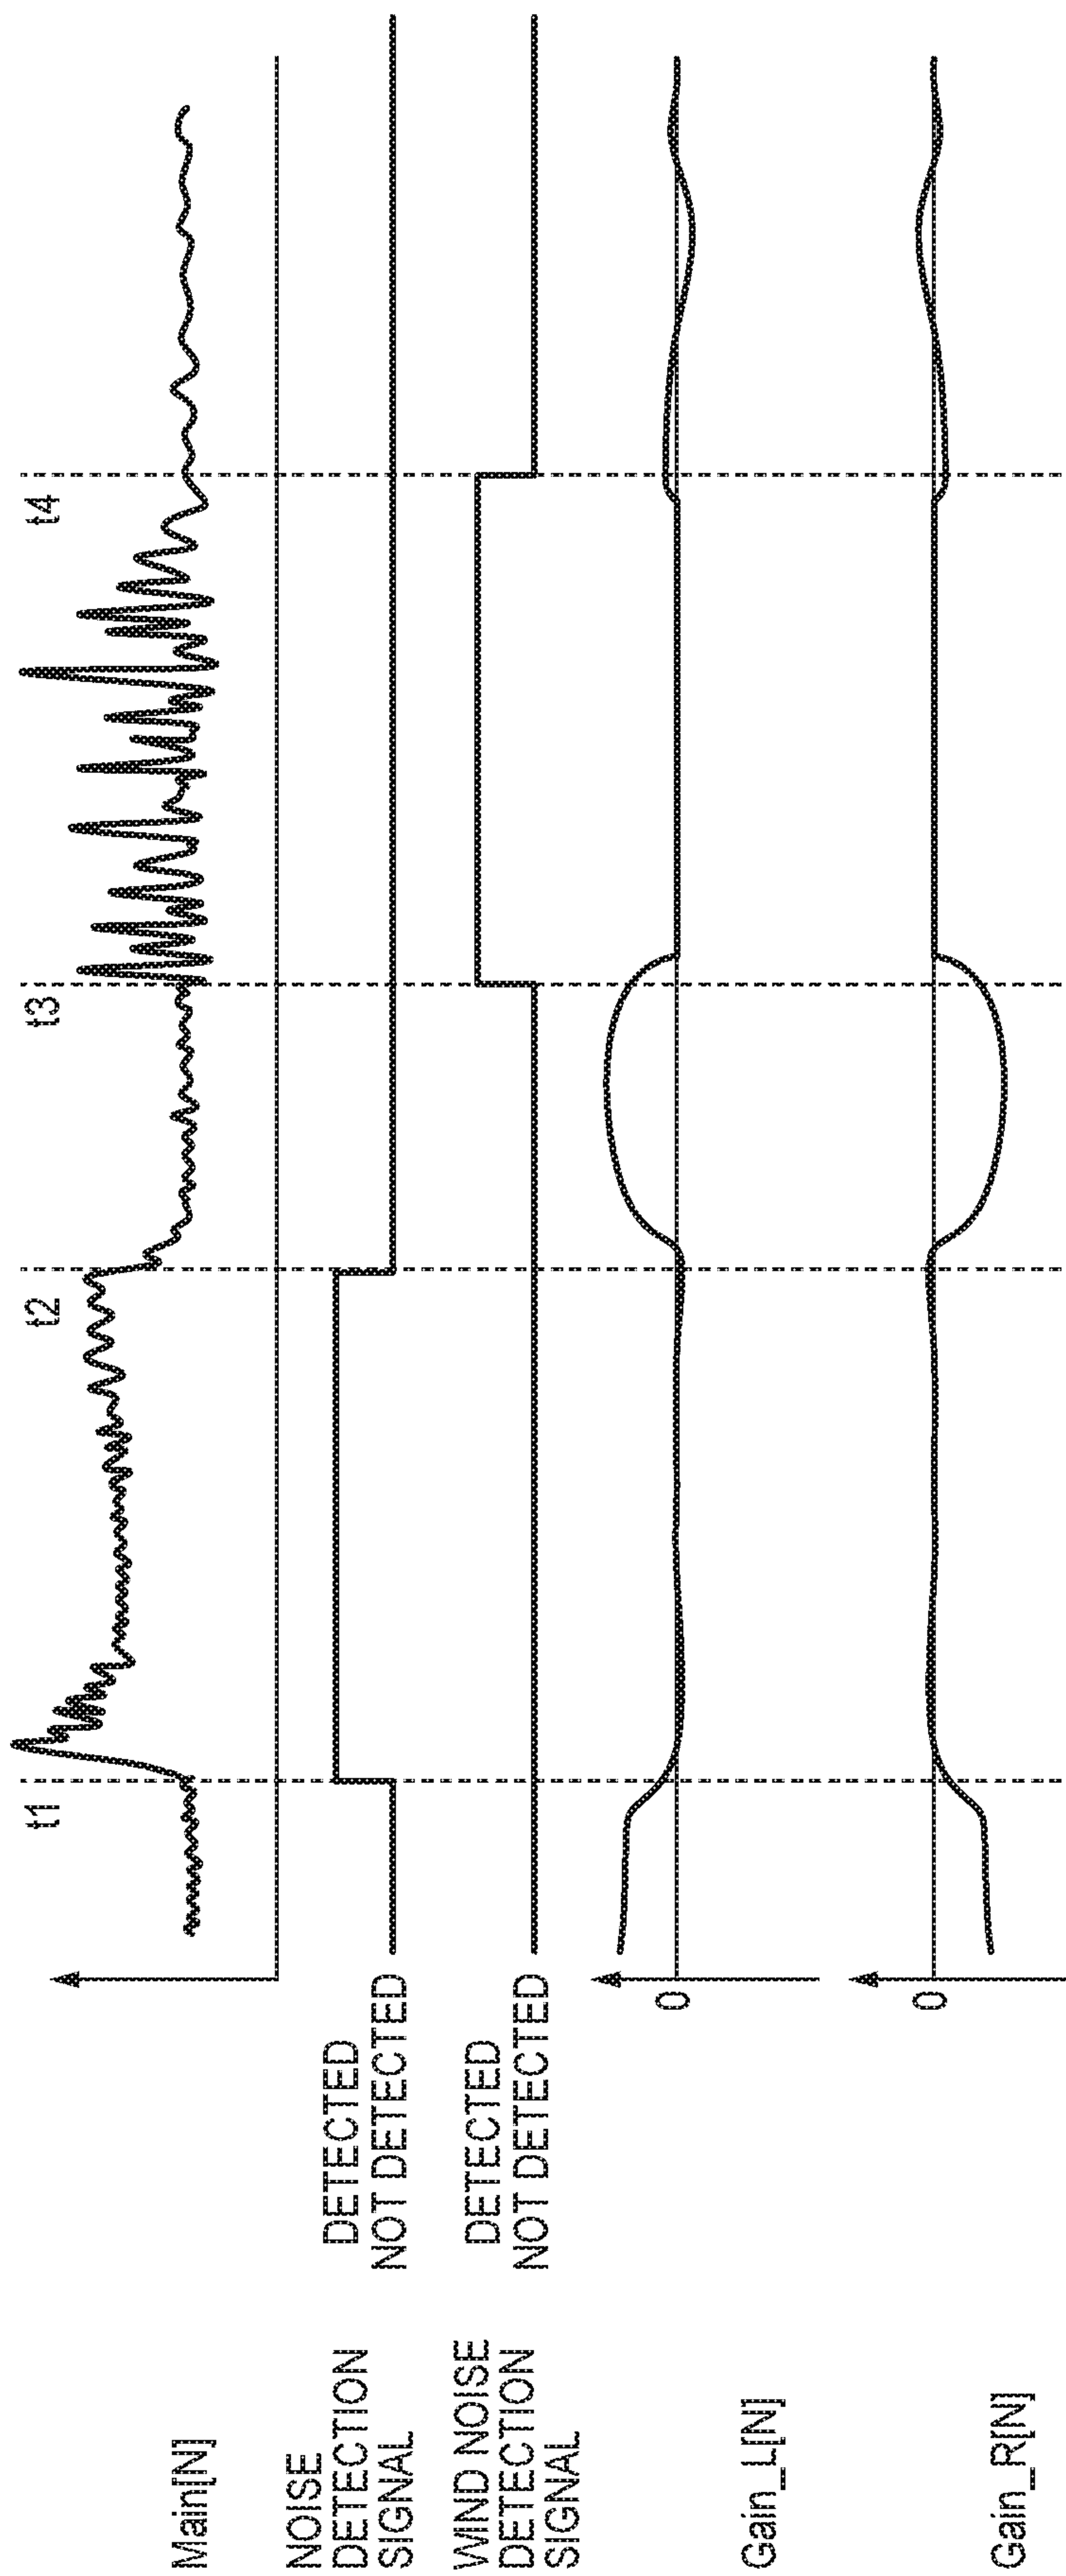 t1
t2
t3
t4
Main[N]
NOISE
DETECTION
SIGNAL
DETECTED
NOT DETECTED
WIND NOISE
DETECTION
SIGNAL
DETECTED
NOT DETECTED
Gain_L[N]
0
Gain_R[N]
0